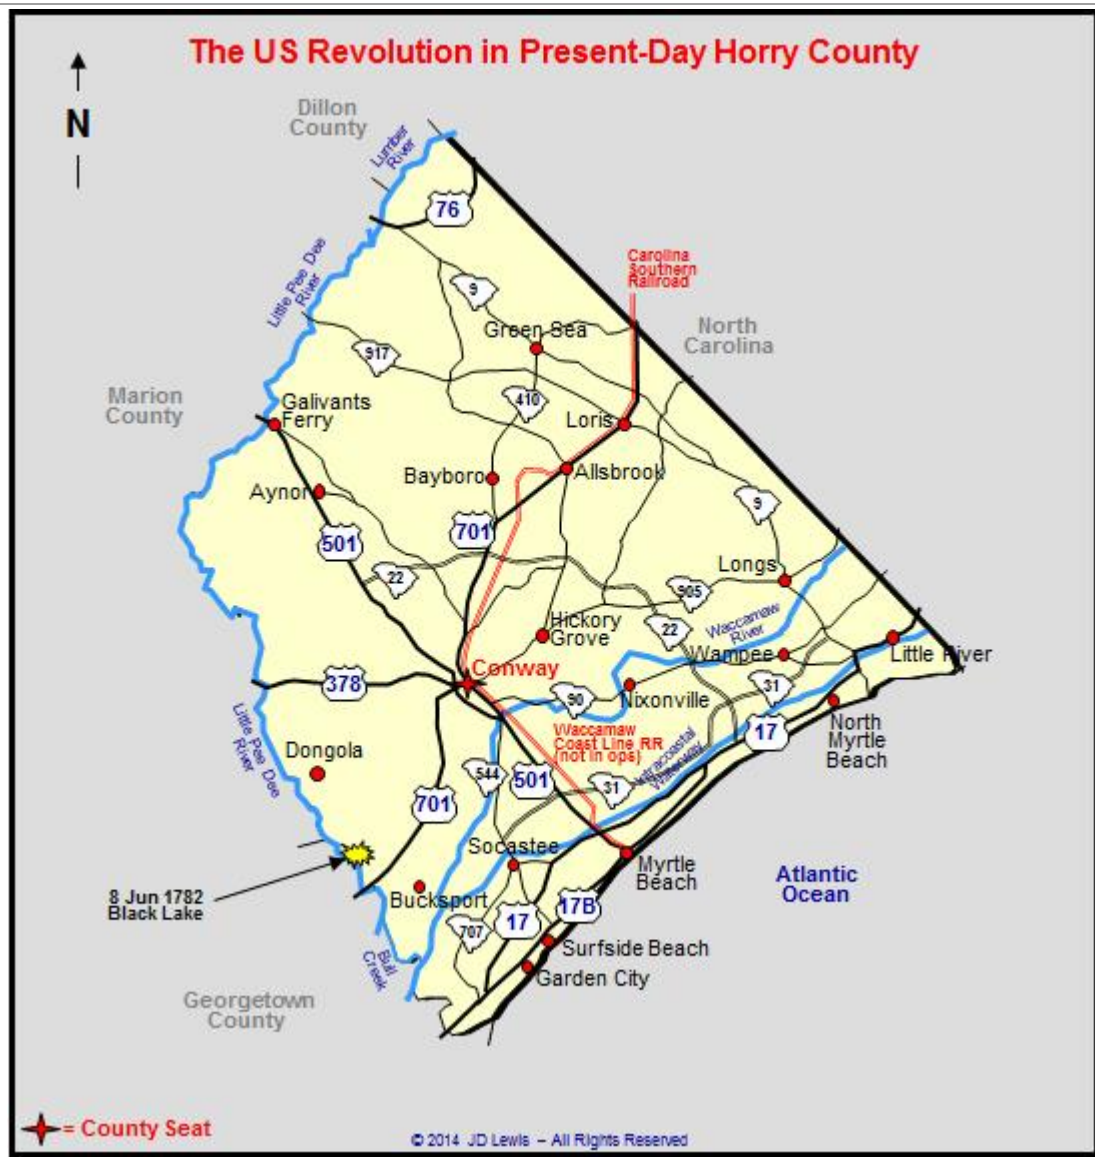 The US Revolution in Present-Day Horry County
N
Dillon
County
Lumber
River
76
Little Pee Dee
River
Carolina
Southern
Railroad
9
Green Sea
North
Carolina
917
Marion
County
Galivants
Ferry
410
Loris
Bayboro
Allsbrook
Aynor
9
501
701
22
Longs
905
Hickory
Grove
22
Waccamaw
River
Wampee
Little River
Conway
378
90
Nixonville
31
Little Pee Dee
River
Waccamaw
Coast Line RR
(not in ops)
17
North
Myrtle
Beach
Dongola
544
501
31
Intracoastal
Waterway
701
Socastee
Myrtle
Beach
Atlantic
Ocean
8 Jun 1782
Black Lake
Bucksport
17B
17
707
Surfside Beach
Bull
Creek
Garden City
Georgetown
County
= County Seat
© 2014 JD Lewis – All Rights Reserved